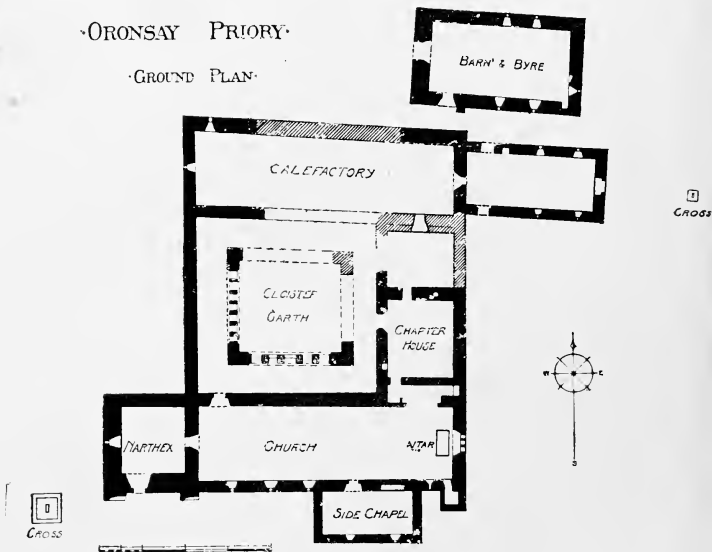 ·ORONSAY PRIORY·
·GROUND PLAN·
BARN & BYRE
CALEFACTORY
CROSS
CLOISTER
GARTH
CHAPTER
HOUSE
W
E
S
NARTHEX
CHURCH
ALTAR
SIDE CHAPEL
CROSS